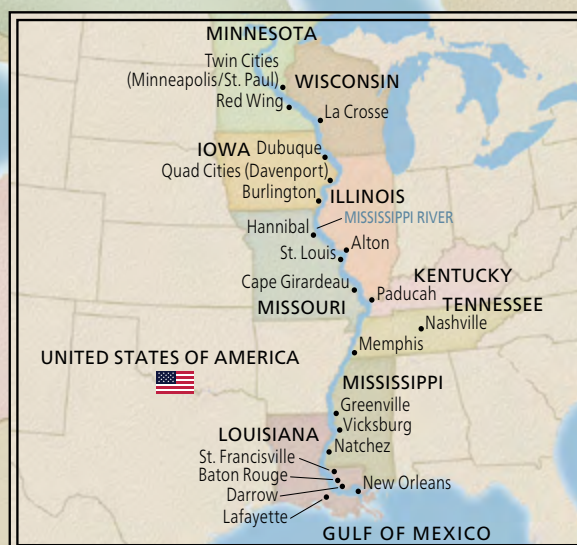 MINNESOTA
Twin Cities
(Minneapolis/St. Paul)
WISCONSIN
Red Wing
La Crosse
IOWA
Dubuque
Quad Cities (Davenport)
Burlington
ILLINOIS
MISSISSIPPI RIVER
Hannibal
Alton
St. Louis
KENTUCKY
Cape Girardeau
Paducah
MISSOURI
TENNESSEE
Nashville
Memphis
UNITED STATES OF AMERICA
MISSISSIPPI
Greenville
Vicksburg
LOUISIANA
Natchez
St. Francisville
Baton Rouge
New Orleans
Darrow
Lafayette
GULF OF MEXICO